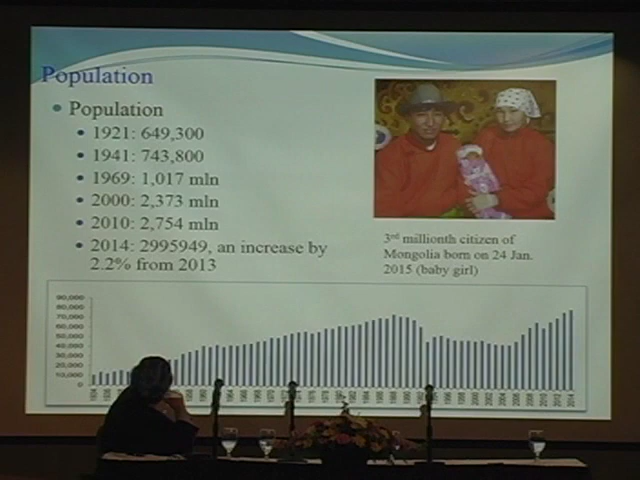 Population
Population
1921: 649,300
1941: 743,800
1969: 1,017 mln
2000: 2,373 mln
2010: 2,754 mln
2014: 2995949, an increase by
2.2% from 2013
3rd millionth citizen of
Mongolia born on 24 Jan.
2015 (baby girl)
90,000
80,000
70,000
60,000
50,000
40,000
30,000
20,000
10,000
0